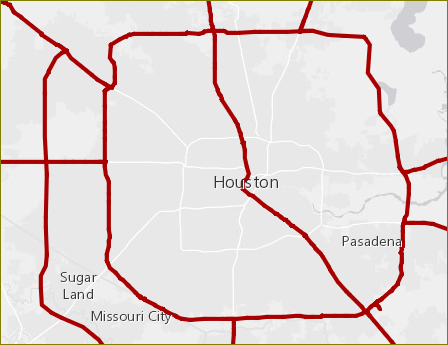 Houston
Pasadena
Sugar
Land
Missouri City